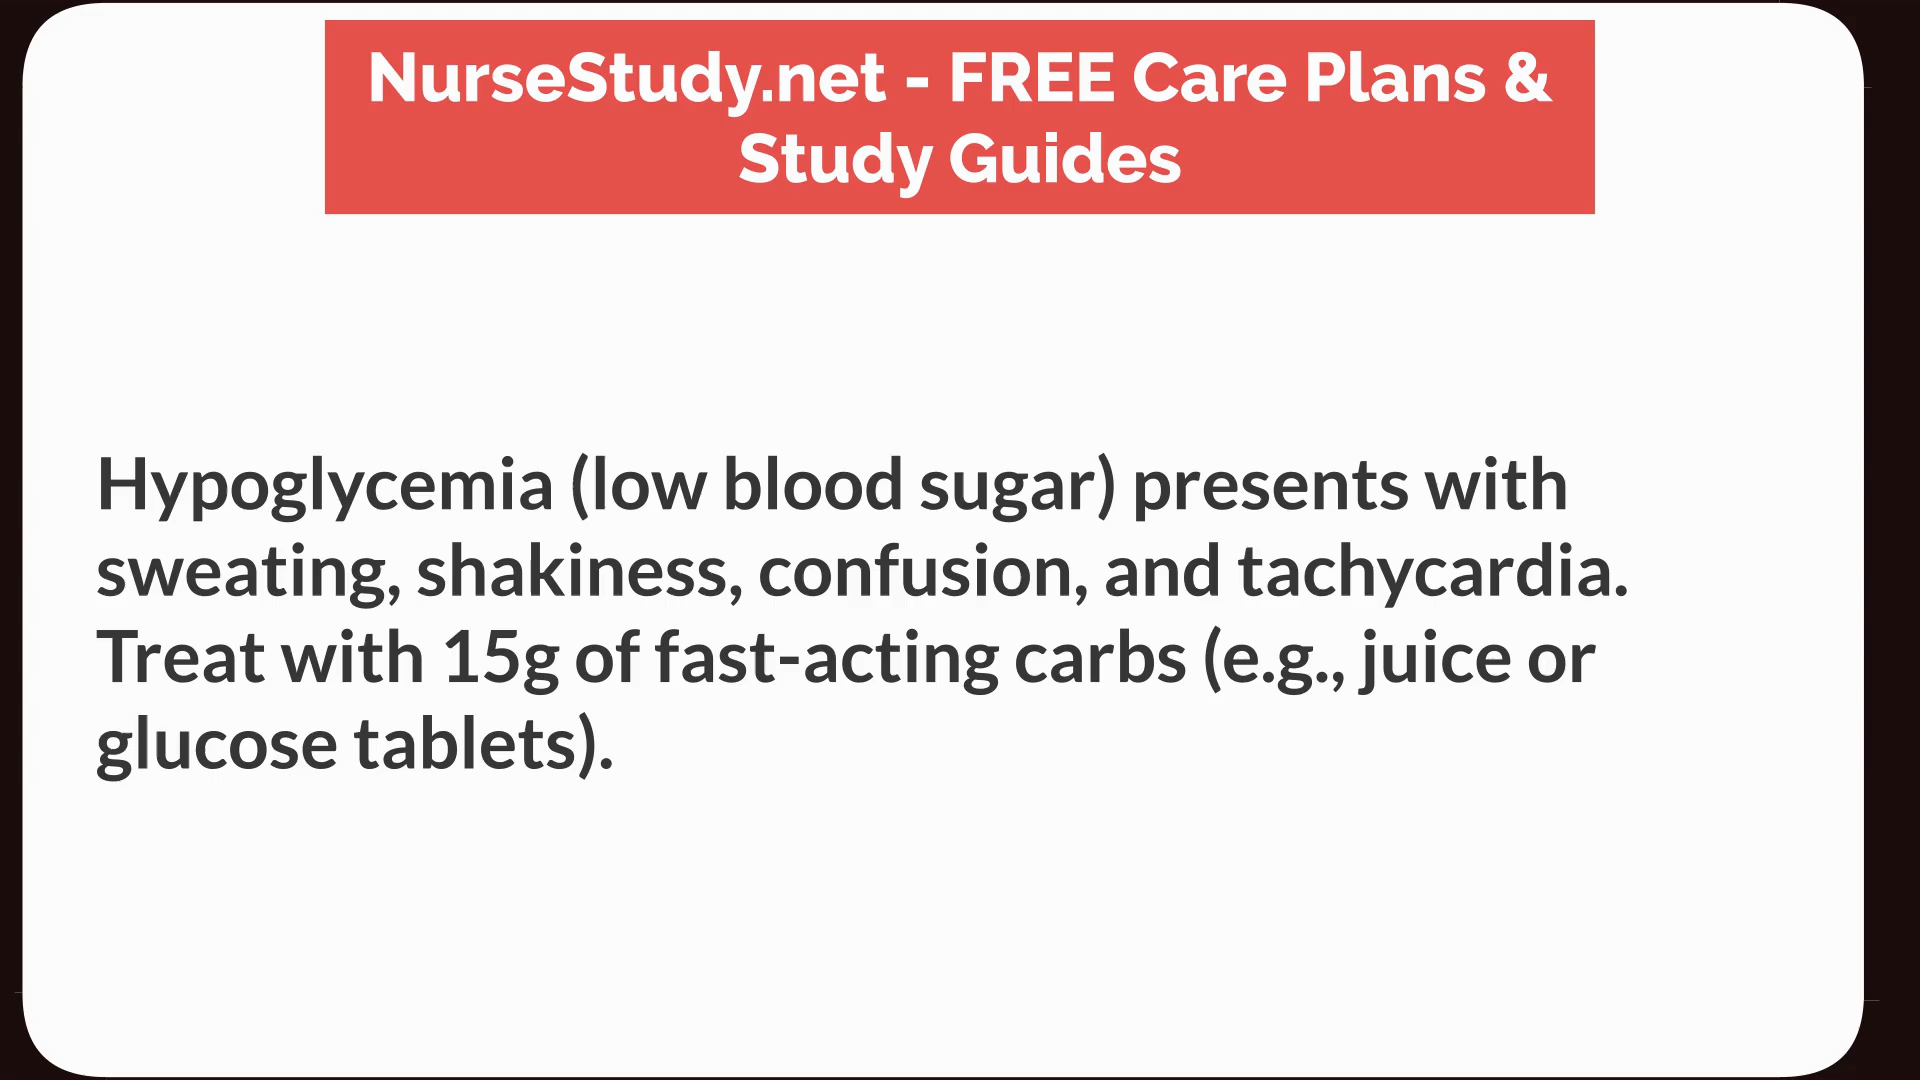 NurseStudy.net - FREE Care Plans &
Study Guides
Hypoglycemia (low blood sugar) presents with
sweating, shakiness, confusion, and tachycardia.
Treat with 15g of fast-acting carbs (e.g., juice or
glucose tablets).